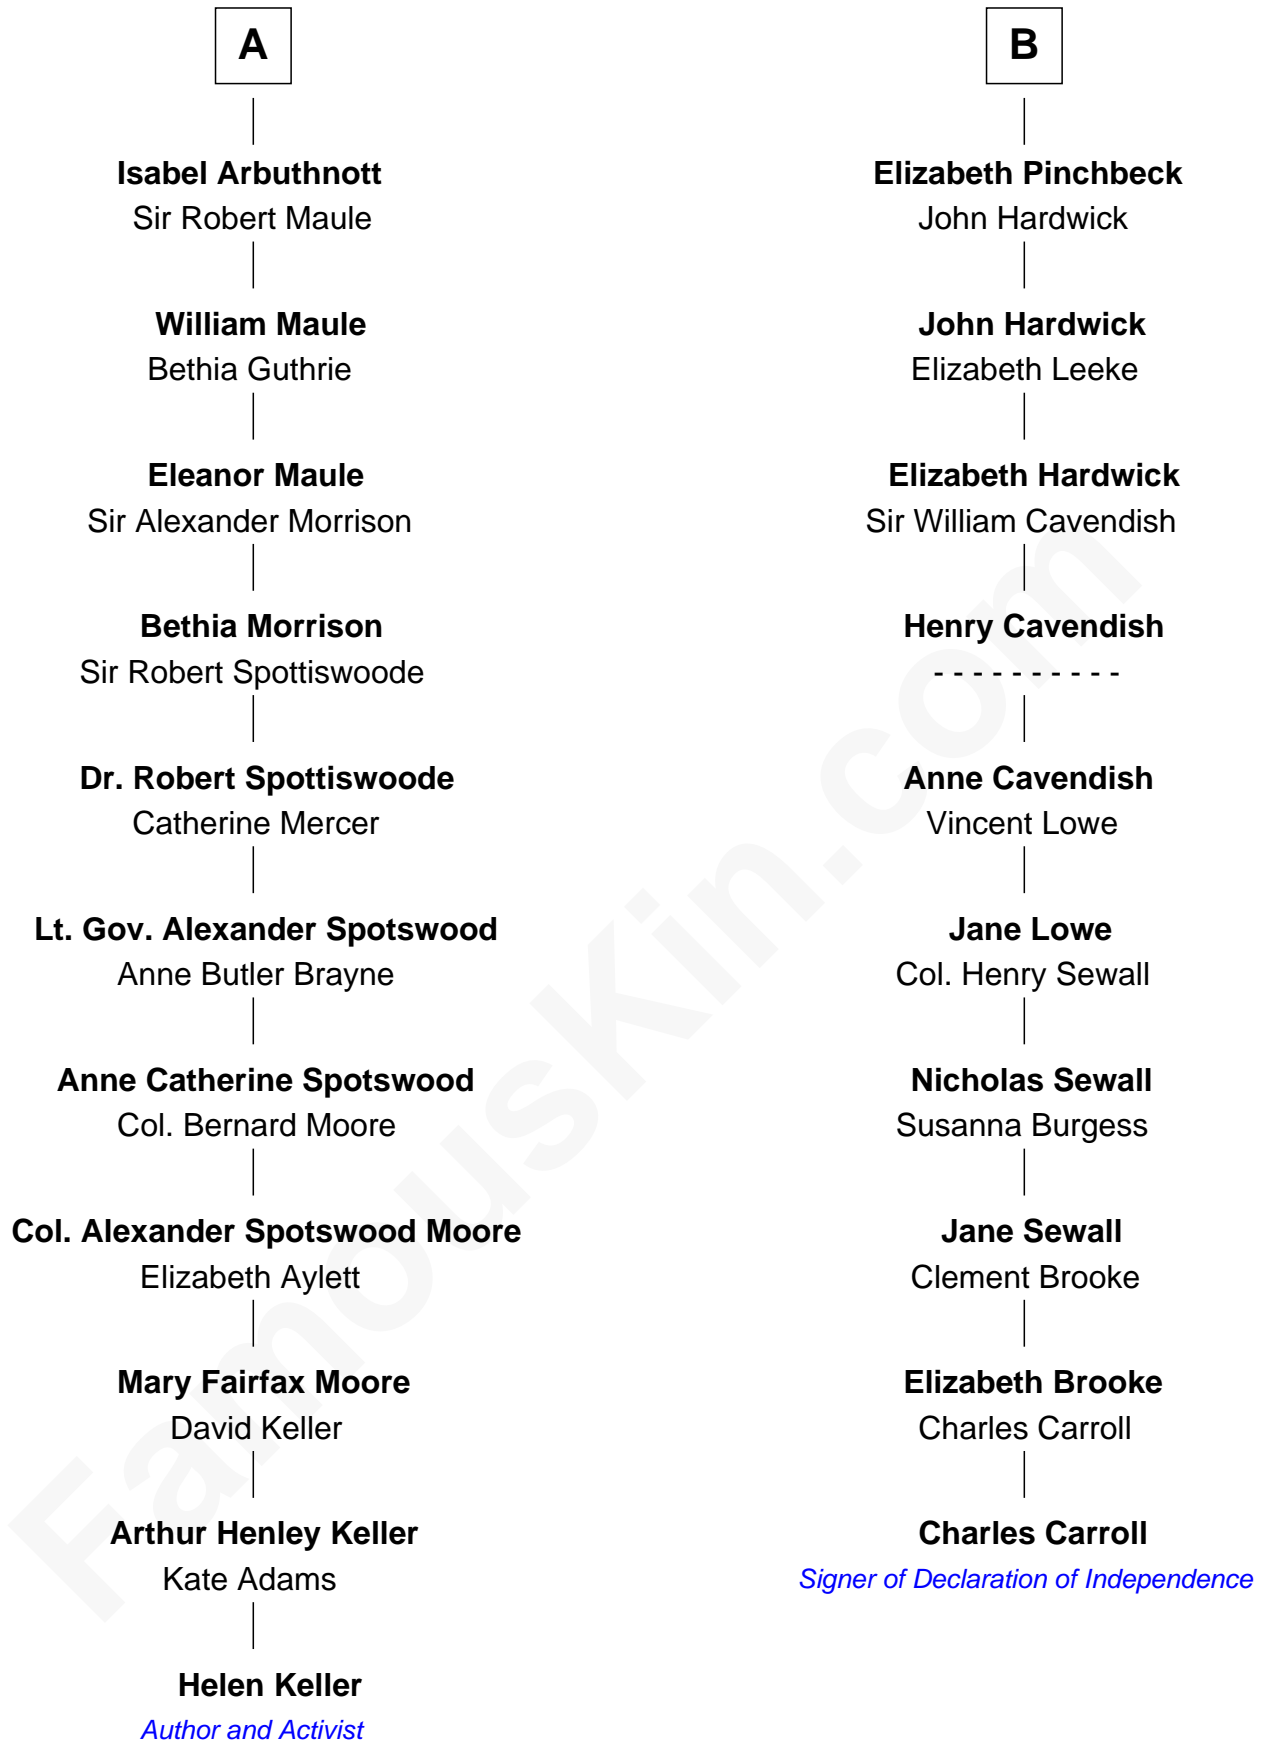 A
Isabel Arbuthnott
Sir Robert Maule
William Maule
Bethia Guthrie
Eleanor Maule
Sir Alexander Morrison
Bethia Morrison
Sir Robert Spottiswoode
Dr. Robert Spottiswoode
Catherine Mercer
Lt. Gov. Alexander Spotswood
Anne Butler Brayne
Anne Catherine Spotswood
Col. Bernard Moore
Col. Alexander Spotswood Moore
Elizabeth Aylett
Mary Fairfax Moore
David Keller
Arthur Henley Keller
Kate Adams
Helen Keller
Author and Activist
B
Elizabeth Pinchbeck
John Hardwick
John Hardwick
Elizabeth Leeke
Elizabeth Hardwick
Sir William Cavendish
Henry Cavendish
- - - - - - - - - -
Anne Cavendish
Vincent Lowe
Jane Lowe
Col. Henry Sewall
Nicholas Sewall
Susanna Burgess
Jane Sewall
Clement Brooke
Elizabeth Brooke
Charles Carroll
Charles Carroll
Signer of Declaration of Independence
FamousKin.com